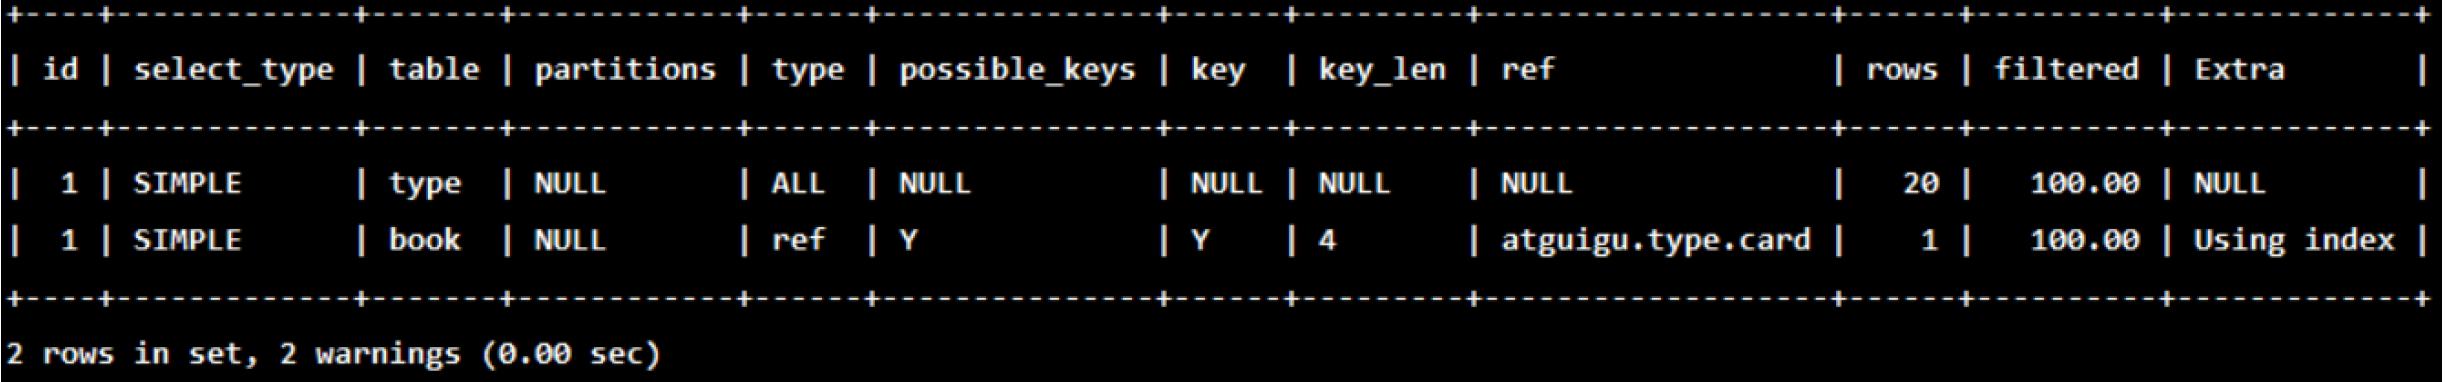 +----+-------------+-------+------------+------+---------------+------+---------+-------------------+------+----------+-------------+
| id | select_type | table | partitions | type | possible_keys | key  | key_len | ref               | rows | filtered | Extra       |
+----+-------------+-------+------------+------+---------------+------+---------+-------------------+------+----------+-------------+
|  1 | SIMPLE      | type  | NULL       | ALL  | NULL          | NULL | NULL    | NULL              |   20 |   100.00 | NULL        |
|  1 | SIMPLE      | book  | NULL       | ref  | Y             | Y    | 4       | atguigu.type.card |    1 |   100.00 | Using index |
+----+-------------+-------+------------+------+---------------+------+---------+-------------------+------+----------+-------------+
2 rows in set, 2 warnings (0.00 sec)